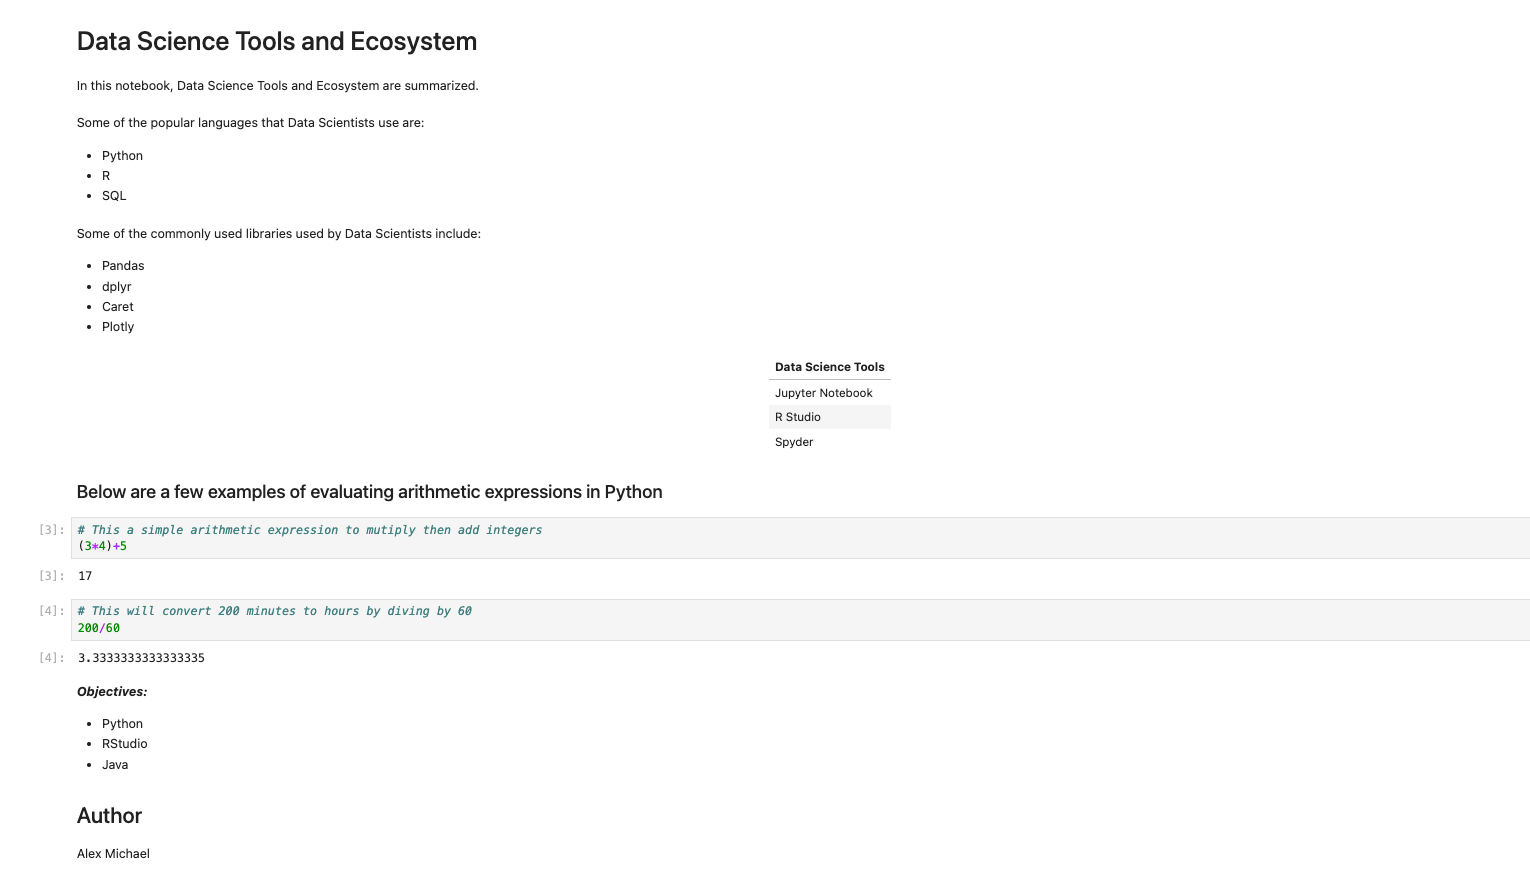 Data Science Tools and Ecosystem
In this notebook, Data Science Tools and Ecosystem are summarized.
Some of the popular languages that Data Scientists use are:
• Python
• R
• SQL
Some of the commonly used libraries used by Data Scientists include:
• Pandas
• dplyr
• Caret
• Plotly
Data Science Tools
Jupyter Notebook
R Studio
Spyder
Below are a few examples of evaluating arithmetic expressions in Python
[3]: # This a simple arithmetic expression to mutiply then add integers
(3*4)+5
[3]: 17
[4]: # This will convert 200 minutes to hours by diving by 60
200/60
[4]: 3.3333333333333335
Objectives:
• Python
• RStudio
• Java
Author
Alex Michael